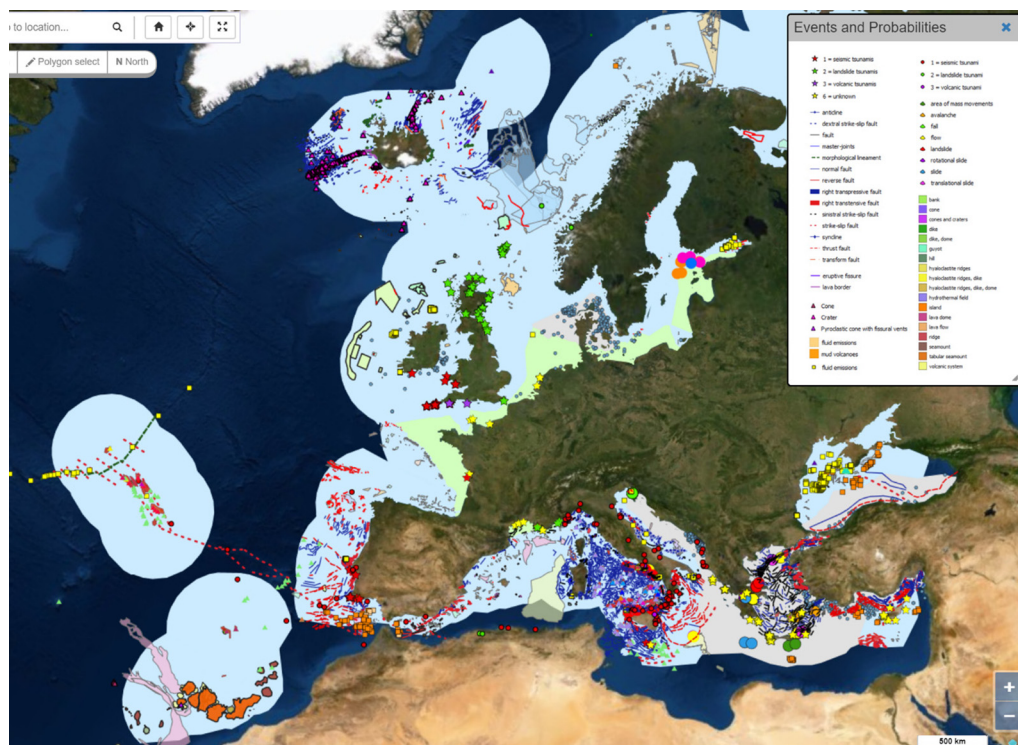 to location...
Polygon select
N North
Events and Probabilities
1 = seismic tsunamis
2 = landslide tsunamis
3 = volcanic tsunamis
6 = unknown
anticline
dextral strike-slip fault
fault
master-joints
morphological lineament
normal fault
reverse fault
right transpressive fault
right transtensive fault
sinistral strike-slip fault
strike-slip fault
syncline
thrust fault
transform fault
eruptive fissure
lava border
Cone
Crater
Pyroclastic cone with fissural vents
fluid emissions
mud volcanoes
fluid emissions
1 = seismic tsunami
2 = landslide tsunami
3 = volcanic tsunami
area of mass movements
avalanche
fall
flow
landslide
rotational slide
slide
translational slide
bank
cone
cones and craters
dike
dike, dome
guyot
hill
hyaloclastite ridges
hyaloclastite ridges, dike
hyaloclastite ridges, dike, dome
hydrothermal field
island
lava dome
lava flow
ridge
seamount
tabular seamount
volcanic system
+
−
500 km